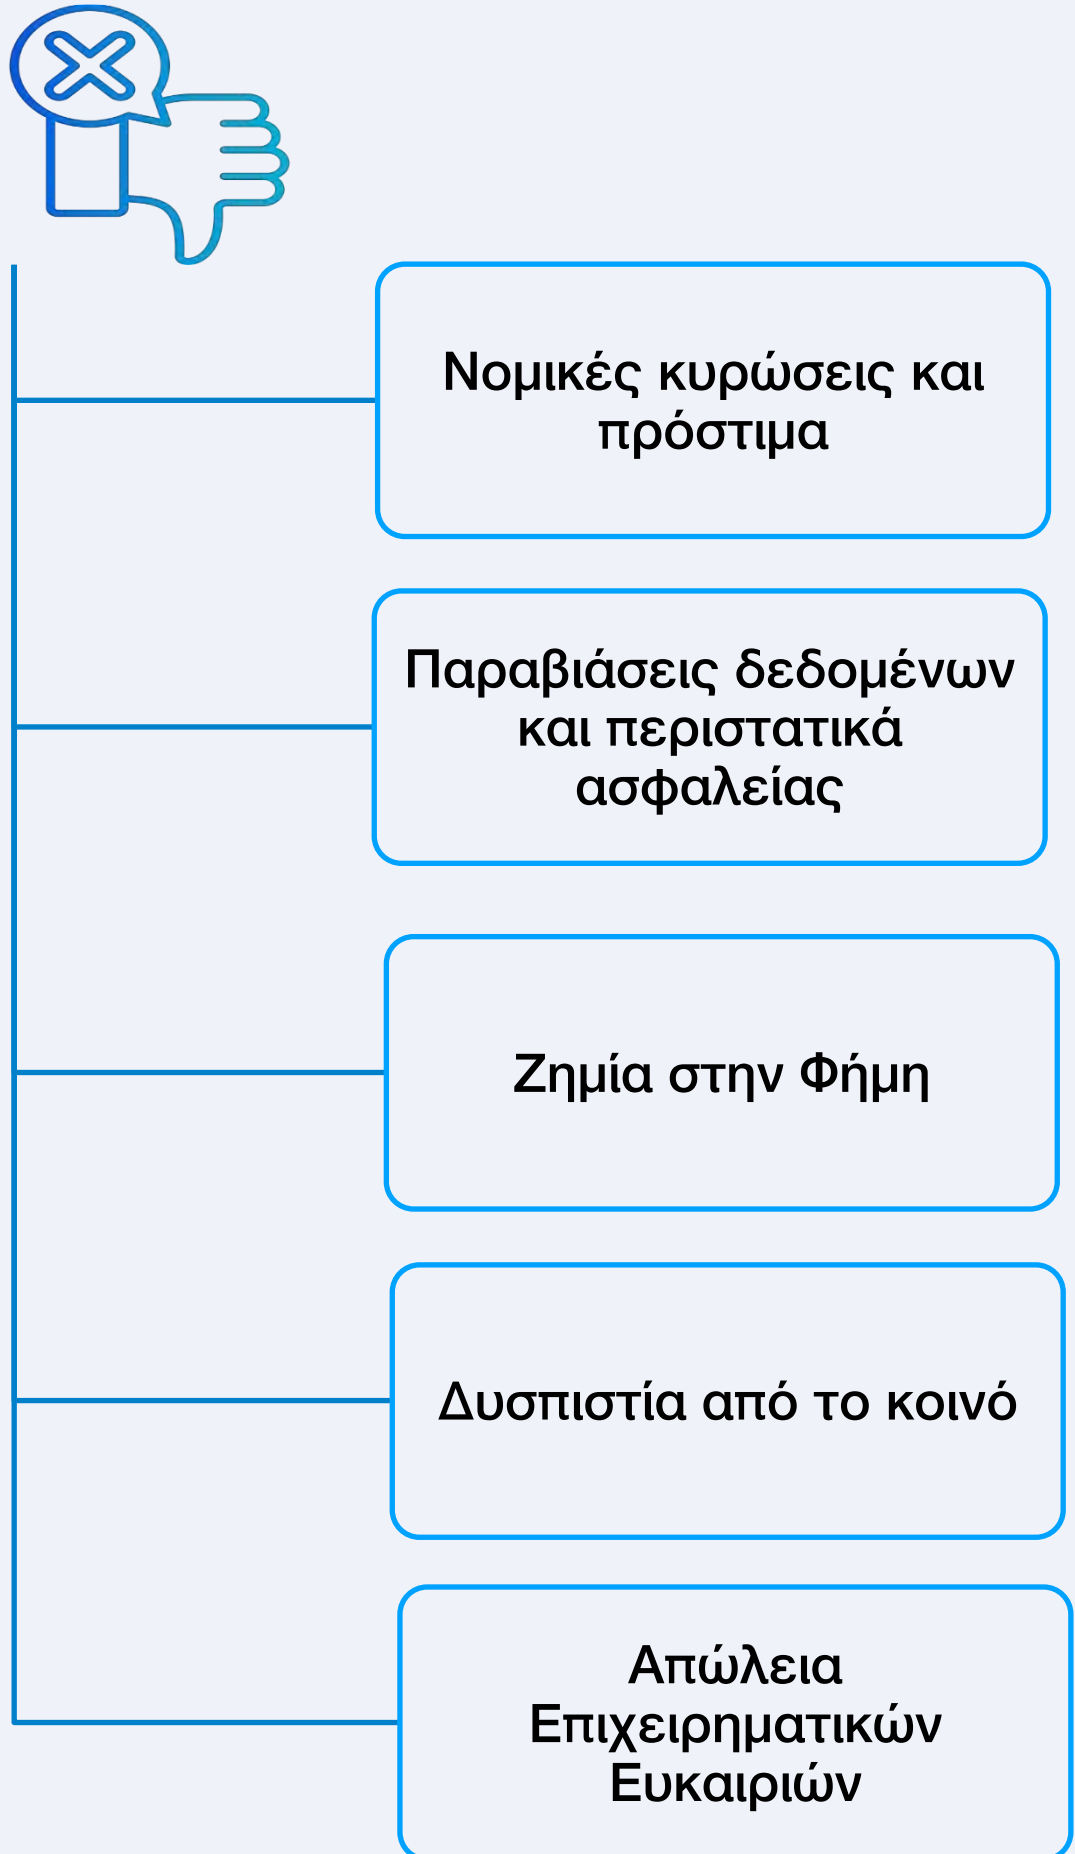 Νομικές κυρώσεις και
πρόστιμα
Παραβιάσεις δεδομένων
και περιστατικά
ασφαλείας
Ζημία στην Φήμη
Δυσπιστία από το κοινό
Απώλεια
Επιχειρηματικών
Ευκαιριών